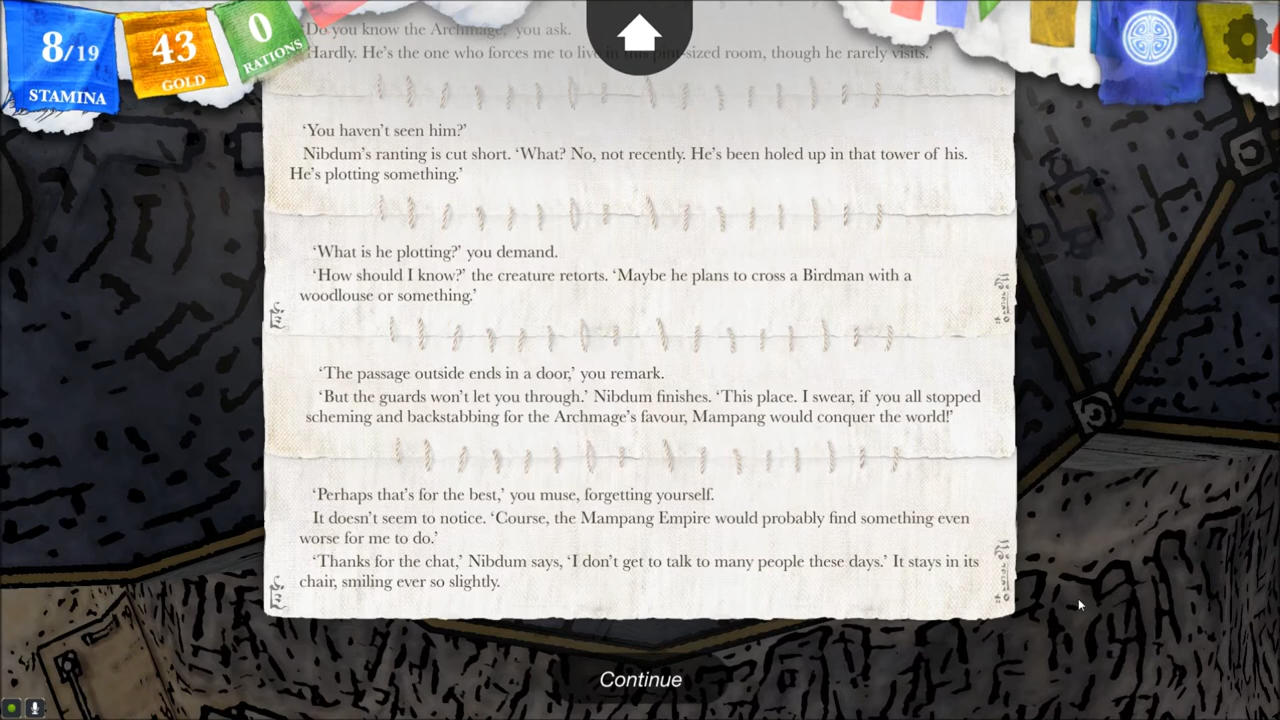 8/19
STAMINA
43
GOLD
0
RATIONS
'Do you know the Archmage,' you ask.
'Hardly. He's the one who forces me to live in this pint-sized room, though he rarely visits.'
'You haven't seen him?'
Nibdum's ranting is cut short. 'What? No, not recently. He's been holed up in that tower of his.
He's plotting something.'
'What is he plotting?' you demand.
'How should I know?' the creature retorts. 'Maybe he plans to cross a Birdman with a
woodlouse or something.'
'The passage outside ends in a door,' you remark.
'But the guards won't let you through.' Nibdum finishes. 'This place. I swear, if you all stopped
scheming and backstabbing for the Archmage's favour, Mampang would conquer the world!'
'Perhaps that's for the best,' you muse, forgetting yourself.
It doesn't seem to notice. 'Course, the Mampang Empire would probably find something even
worse for me to do.'
'Thanks for the chat,' Nibdum says, 'I don't get to talk to many people these days.' It stays in its
chair, smiling ever so slightly.
Continue